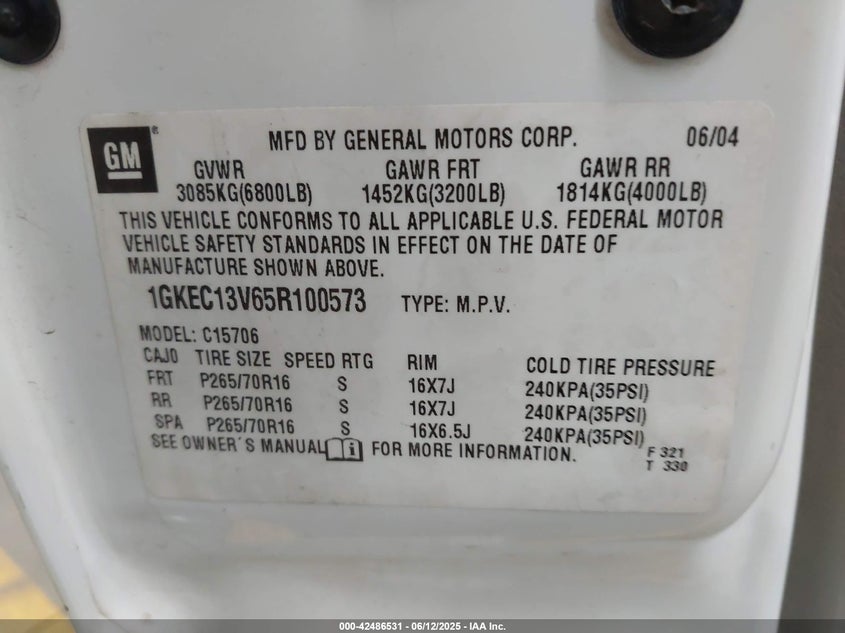 GM®
MFD BY GENERAL MOTORS CORP. 06/04
GVWR GAWR FRT GAWR RR
3085KG(6800LB) 1452KG(3200LB) 1814KG(4000LB)
THIS VEHICLE CONFORMS TO ALL APPLICABLE U.S. FEDERAL MOTOR
VEHICLE SAFETY STANDARDS IN EFFECT ON THE DATE OF
MANUFACTURE SHOWN ABOVE.
1GKEC13V65R100573 TYPE: M.P.V.
MODEL: C15706
CAJ0 TIRE SIZE SPEED RTG RIM COLD TIRE PRESSURE
FRT P265/70R16 S 16X7J 240KPA(35PSI)
RR P265/70R16 S 16X7J 240KPA(35PSI)
SPA P265/70R16 S 16X6.5J 240KPA(35PSI)
SEE OWNER'S MANUAL i FOR MORE INFORMATION.
F 321
T 330
000-42486531 - 06/12/2025 - IAA Inc.